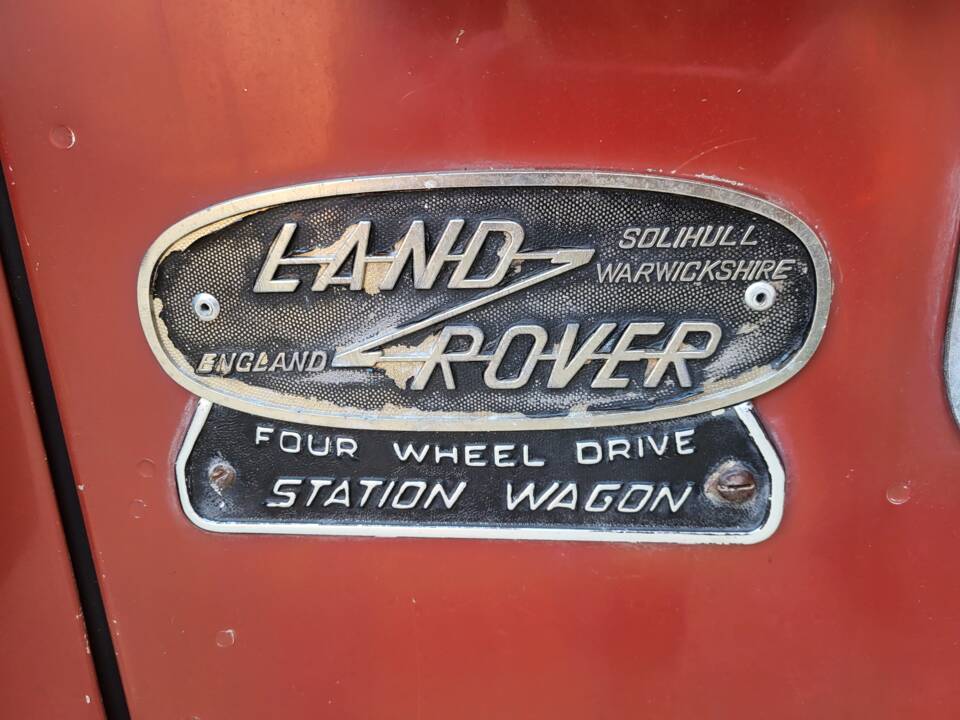 LAND
SOLIHULL
WARWICKSHIRE
ENGLAND
ROVER
FOUR WHEEL DRIVE
STATION WAGON